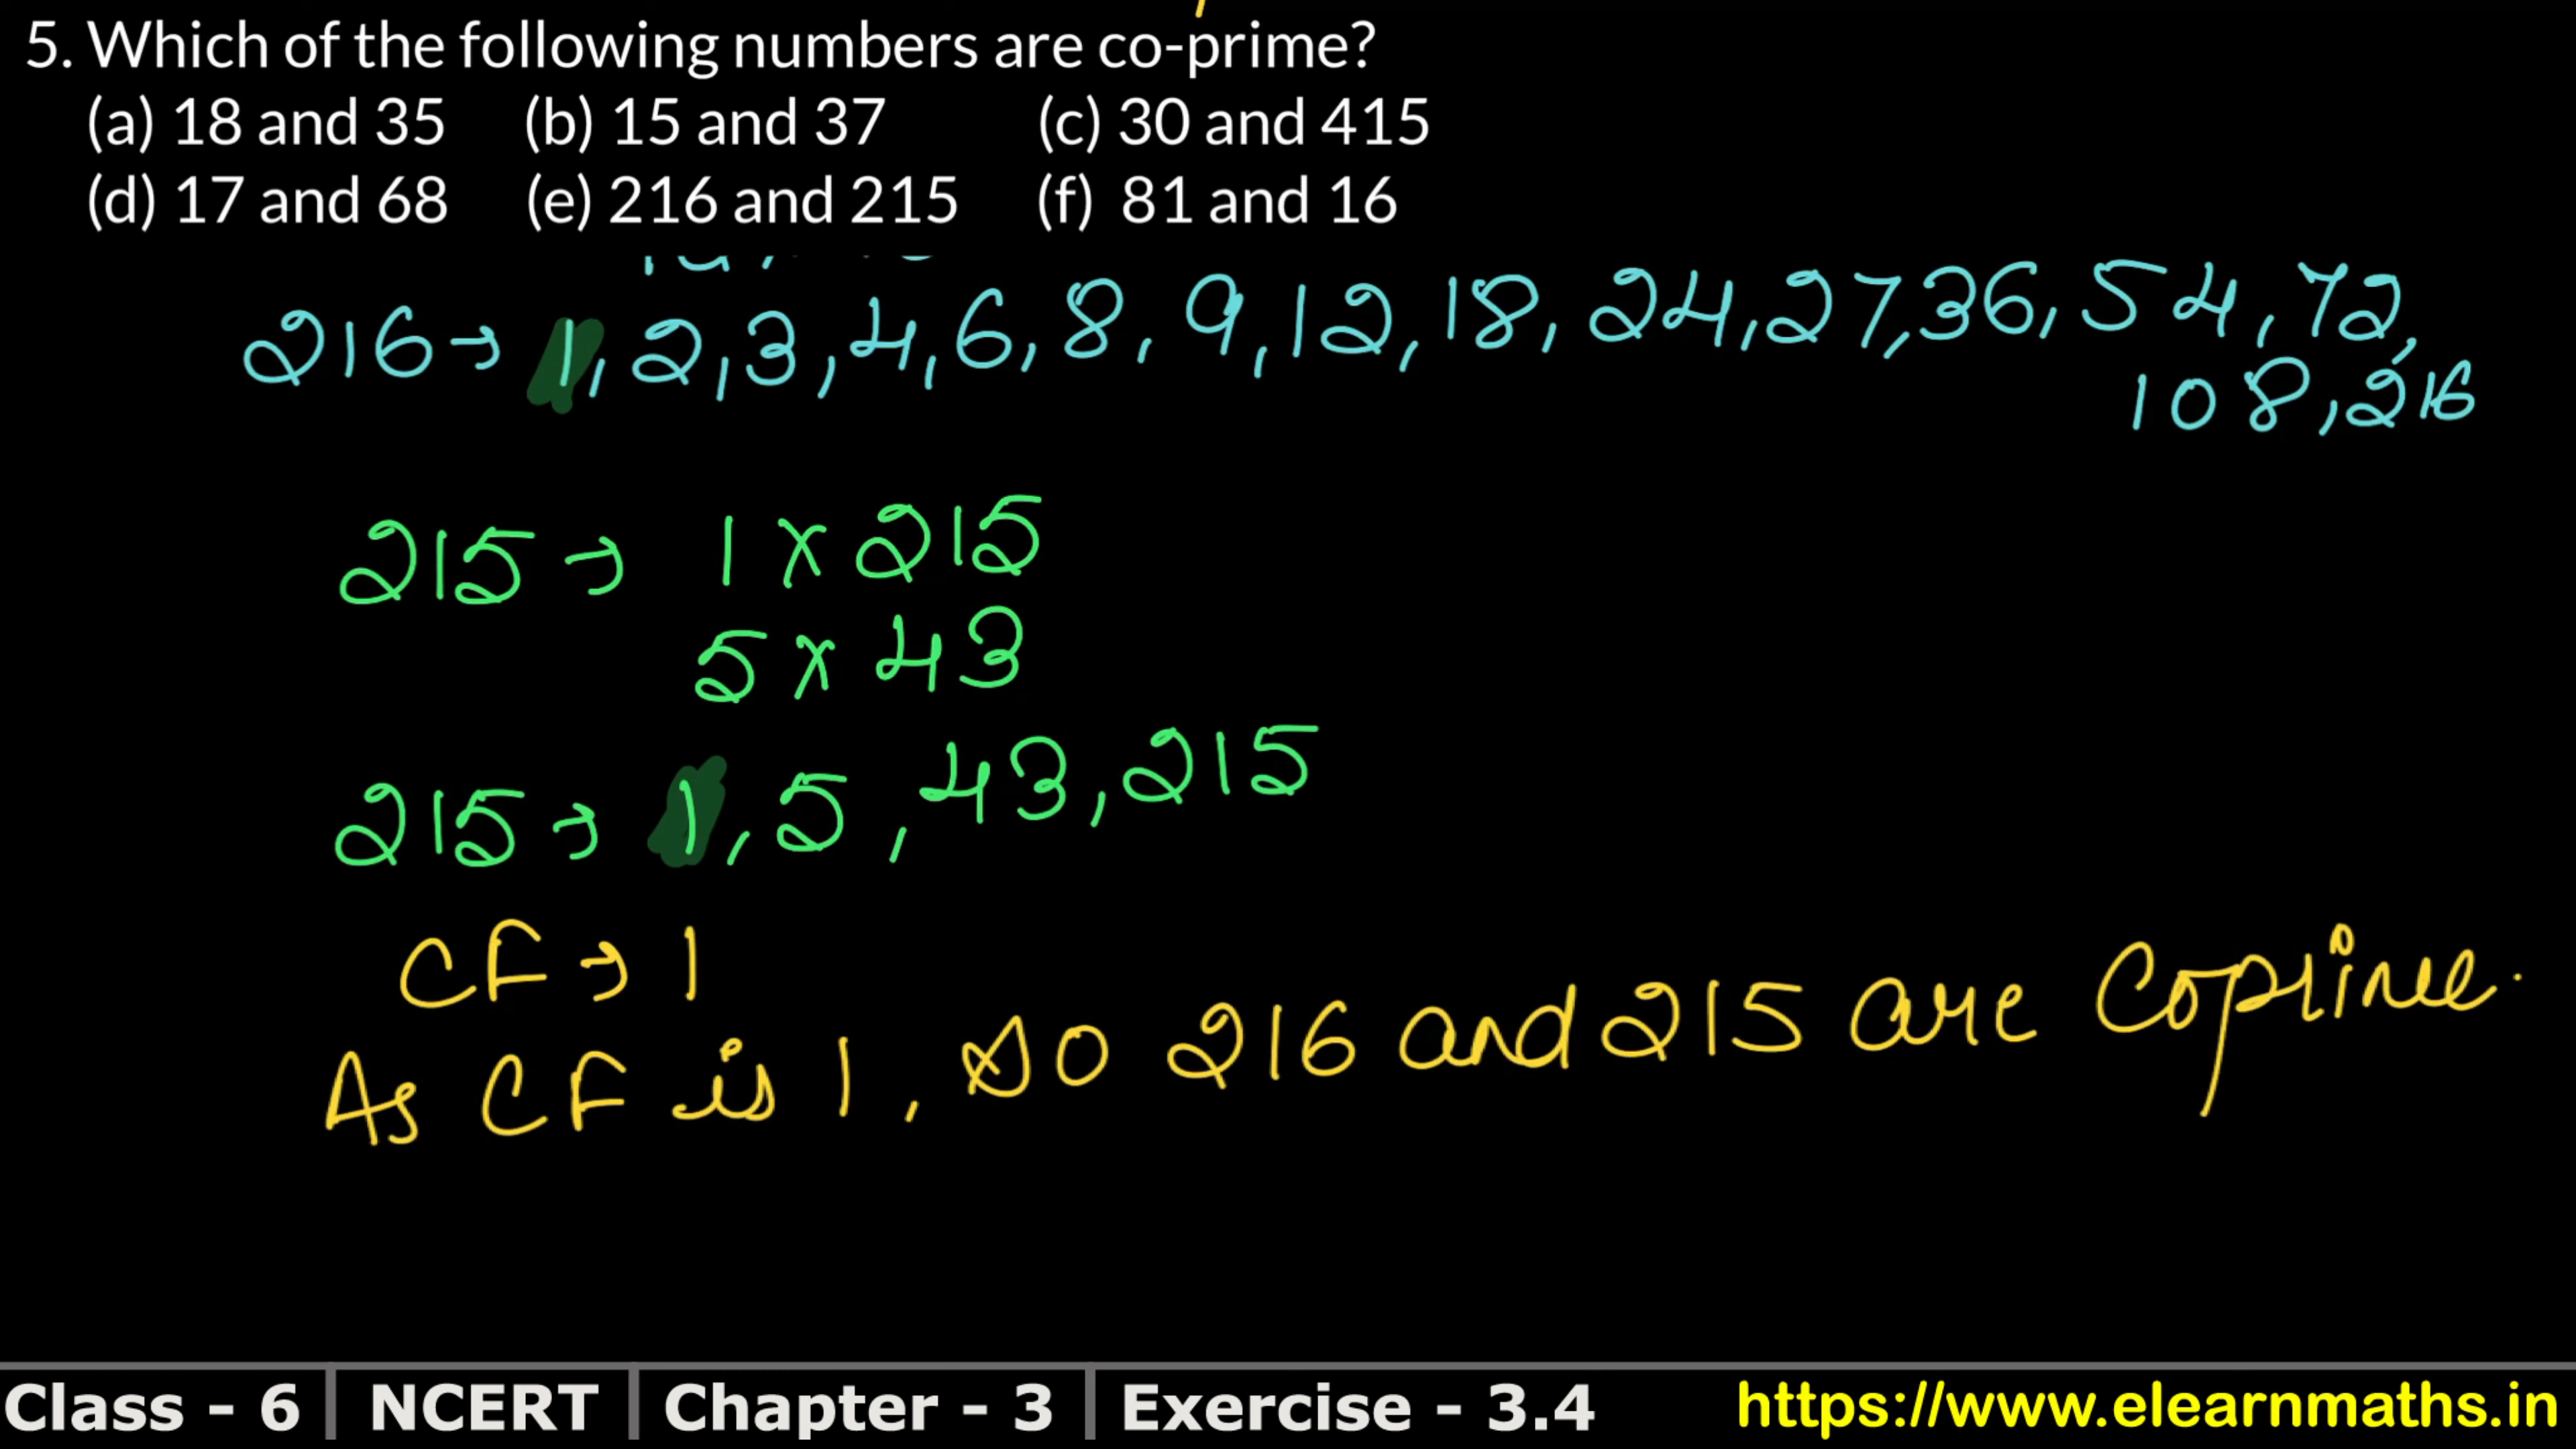 5. Which of the following numbers are co-prime?
(a) 18 and 35 (b) 15 and 37 (c) 30 and 415
(d) 17 and 68 (e) 216 and 215 (f) 81 and 16
216→ 1, 2, 3, 4, 6, 8, 9, 12, 18, 24, 27, 36, 54, 72,
108, 216
215→ 1 x 215
5 x 43
215→ 1, 5, 43, 215
CF→ 1
As CF is 1, so 216 and 215 are Coprime.
Class - 6 | NCERT | Chapter - 3 | Exercise - 3.4 https://www.elearnmaths.in